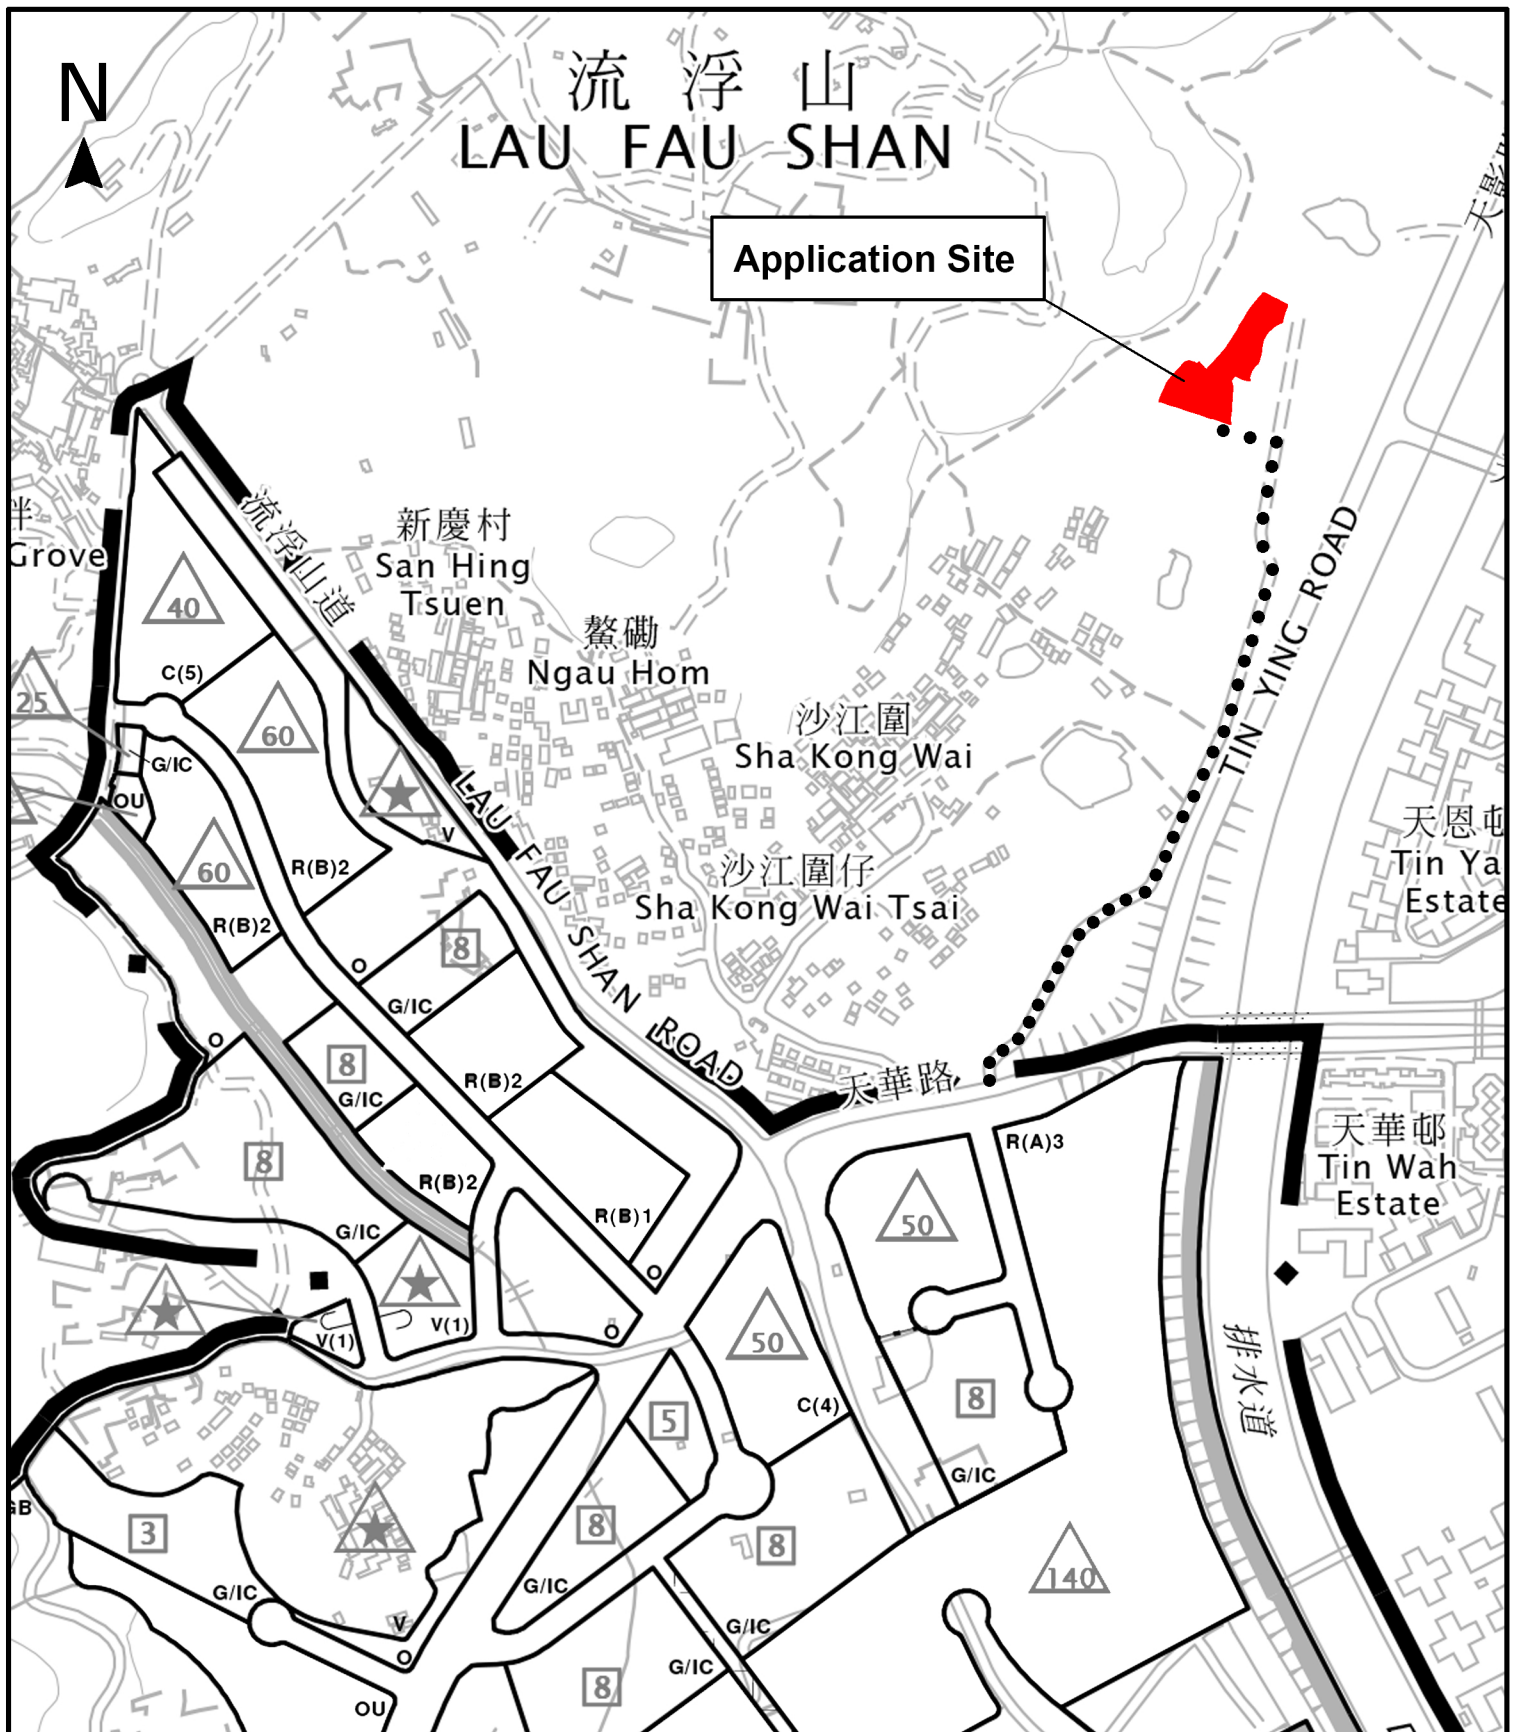 N
流浮山
LAU FAU SHAN
天影
Application Site
流浮山道
新慶村
San Hing
Tsuen
鰲磡
Ngau Hom
Grove
TIN YING ROAD
40
C(5)
25
60
沙江圍
Sha Kong Wai
G/IC
OU
LAU FAU SHAN ROAD
V
天恩邨
Tin Ya
Estate
60
R(B)2
沙江圍仔
Sha Kong Wai Tsai
R(B)2
8
O
G/IC
O
8
R(B)2
G/IC
天華路
R(A)3
天華邨
Tin Wah
Estate
8
R(B)2
50
R(B)1
G/IC
O
V(1)
V(1)
O
50
排水道
8
C(4)
5
G/IC
GB
3
8
8
140
G/IC
G/IC
V
G/IC
O
G/IC
8
OU